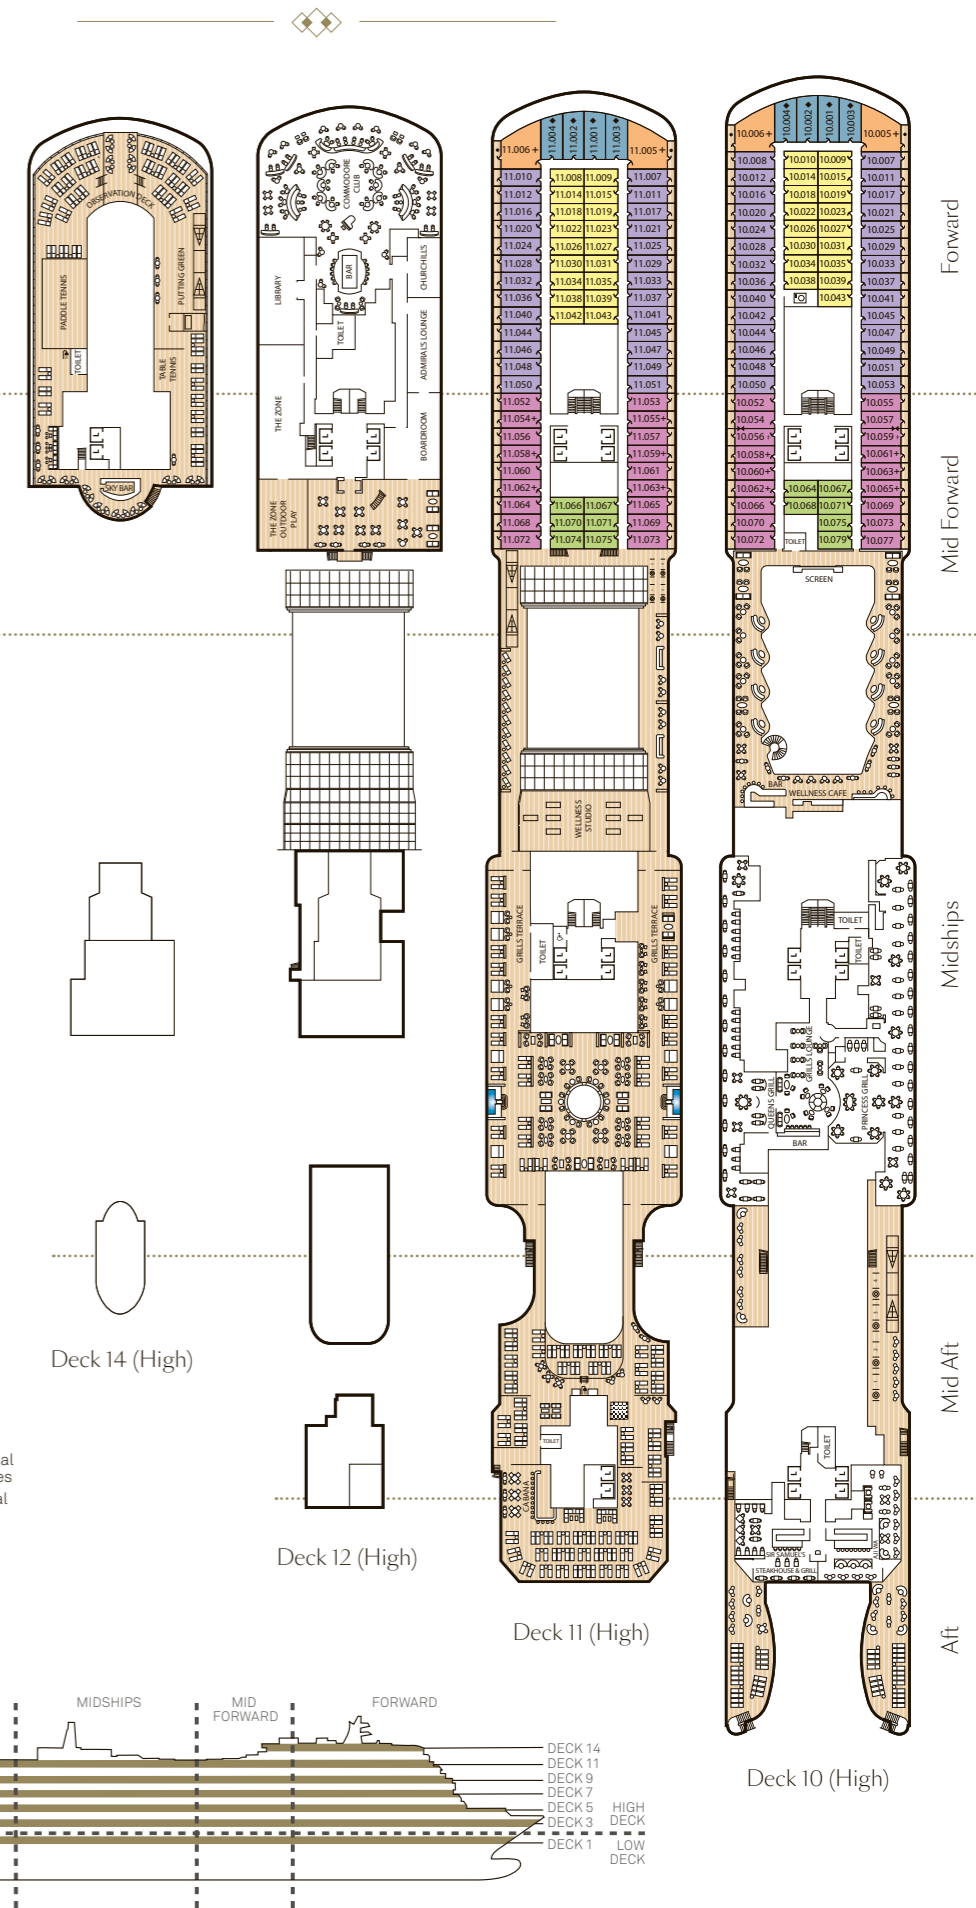 OBSERVATION DECK
PADDLE TENNIS
PUTTING GREEN
TOILET
TABLE
TENNIS
SKY BAR
Deck 14 (High)
COMMODORE
CLUB
BAR
LIBRARY
CHURCHILL'S
TOILET
ADMIRAL'S LOUNGE
THE ZONE
BOARDROOM
THE ZONE
OUTDOOR
PLAY
Deck 12 (High)
11.004 11.002 11.001 11.003
11.006+ 11.005+
11.010 11.008 11.009 11.007
11.012 11.014 11.015 11.011
11.016 11.018 11.019 11.017
11.020 11.022 11.023 11.021
11.024 11.026 11.027 11.025
11.028 11.030 11.031 11.029
11.032 11.034 11.035 11.033
11.036 11.038 11.039 11.037
11.040 11.042 11.043 11.041
11.044 11.045
11.046 11.047
11.048 11.049
11.050 11.051
11.052 11.053
11.054+ 11.055+
11.056 11.057
11.058+ 11.059+
11.060 11.061
11.062+ 11.063+
11.064 11.066 11.067 11.065
11.068 11.070 11.071 11.069
11.072 11.074 11.075 11.073
WELLNESS
STUDIO
GRILLS TERRACE
TOILET
GRILLS TERRACE
TOILET
CABANA
Deck 11 (High)
10.004 10.002 10.001 10.003
10.006+ 10.005+
10.008 10.010 10.009 10.007
10.012 10.014 10.015 10.011
10.016 10.018 10.019 10.017
10.020 10.022 10.023 10.021
10.024 10.026 10.027 10.025
10.028 10.030 10.031 10.029
10.032 10.034 10.035 10.033
10.036 10.038 10.039 10.037
10.040 10.043 10.041
10.042 10.045
10.044 10.047
10.046 10.049
10.048 10.051
10.050 10.053
10.052 10.055
10.054 10.057
10.056 10.059
10.058+ 10.061+
10.060+ 10.063+
10.062+ 10.064 10.067 10.065+
10.066 10.068 10.071 10.069
10.070 10.075 10.073
10.072 TOILET 10.079 10.077
SCREEN
BAR
WELLNESS CAFE
TOILET
TOILET
GRILLS LOUNGE
QUEENS GRILL
PRINCESS GRILL
BAR
TOILET
SIR SAMUEL'S
STEAKHOUSE & GRILL
Deck 10 (High)
Forward
Mid Forward
Midships
Mid Aft
Aft
al
es
al
MIDSHIPS
MID
FORWARD
FORWARD
DECK 14
DECK 11
DECK 9
DECK 7
DECK 5
DECK 3
DECK 1
HIGH
DECK
LOW
DECK